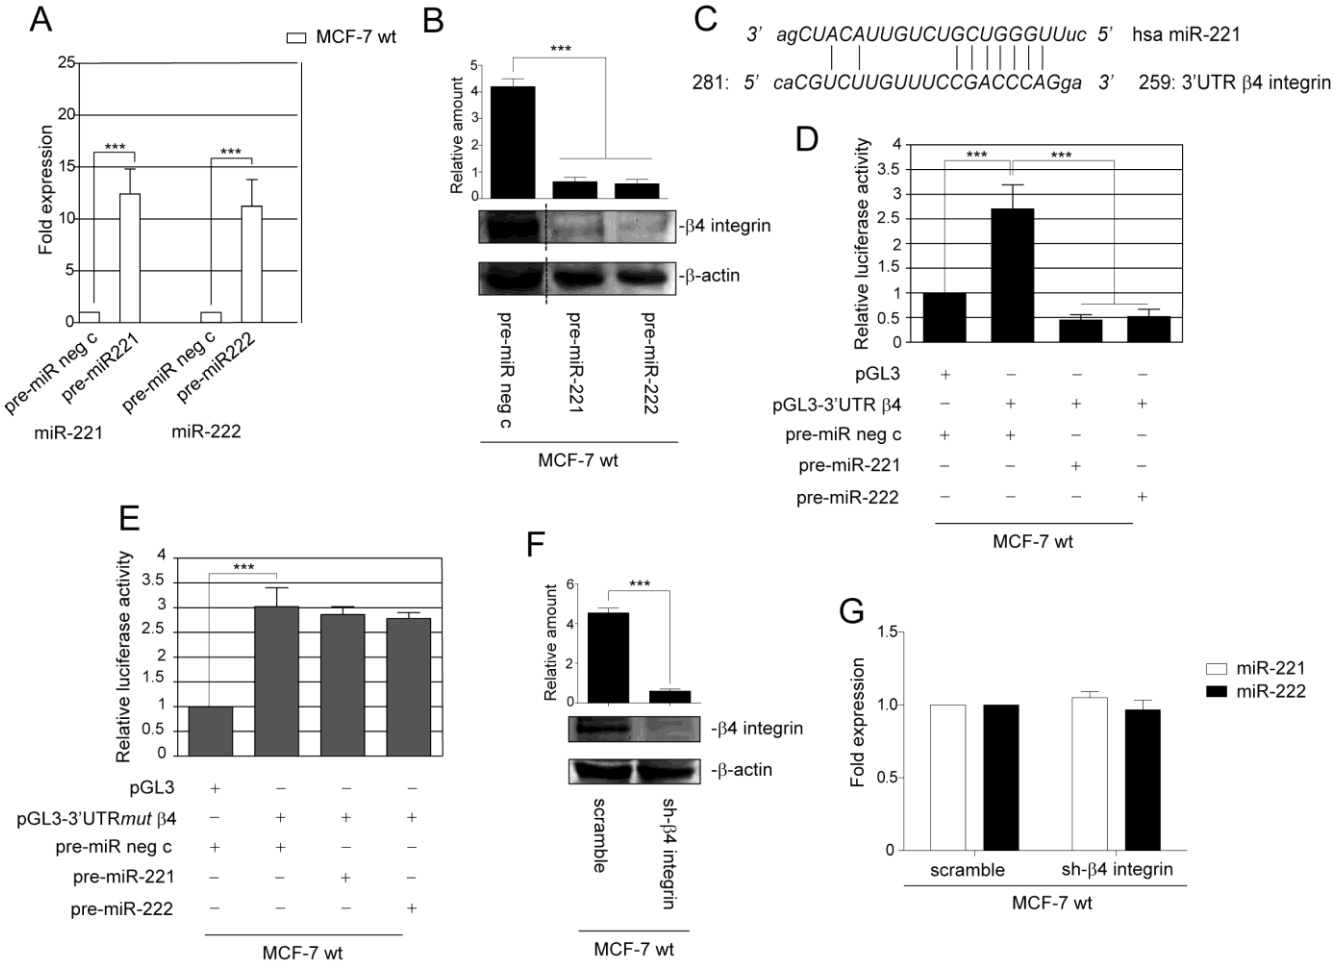 A
MCF-7 wt
25
20
15
10
5
0
Fold expression
***
***
pre-miR neg c
pre-miR221
pre-miR neg c
pre-miR222
miR-221
miR-222
B
***
5
4
3
2
1
0
Relative amount
-β4 integrin
-β-actin
pre-miR neg c
pre-miR-221
pre-miR-222
MCF-7 wt
C
3' agCUACAUUGUCUGCUGGGUUuc 5' hsa miR-221
281: 5' caCGUCUUGUUUCCGACCCAGga 3' 259: 3'UTR β4 integrin
D
4
3.5
3
2.5
2
1.5
1
0.5
0
Relative luciferase activity
*** ***
pGL3 + − − −
pGL3-3'UTR β4 − + + +
pre-miR neg c + + − −
pre-miR-221 − − + −
pre-miR-222 − − − +
MCF-7 wt
E
4
3.5
3
2.5
2
1.5
1
0.5
0
Relative luciferase activity
***
pGL3 + − − −
pGL3-3'UTRmut β4 − + + +
pre-miR neg c + + − −
pre-miR-221 − − + −
pre-miR-222 − − − +
MCF-7 wt
F
***
6
4
2
0
Relative amount
-β4 integrin
-β-actin
scramble
sh-β4 integrin
MCF-7 wt
G
1.5
1.0
0.5
0
Fold expression
miR-221
miR-222
scramble
sh-β4 integrin
MCF-7 wt